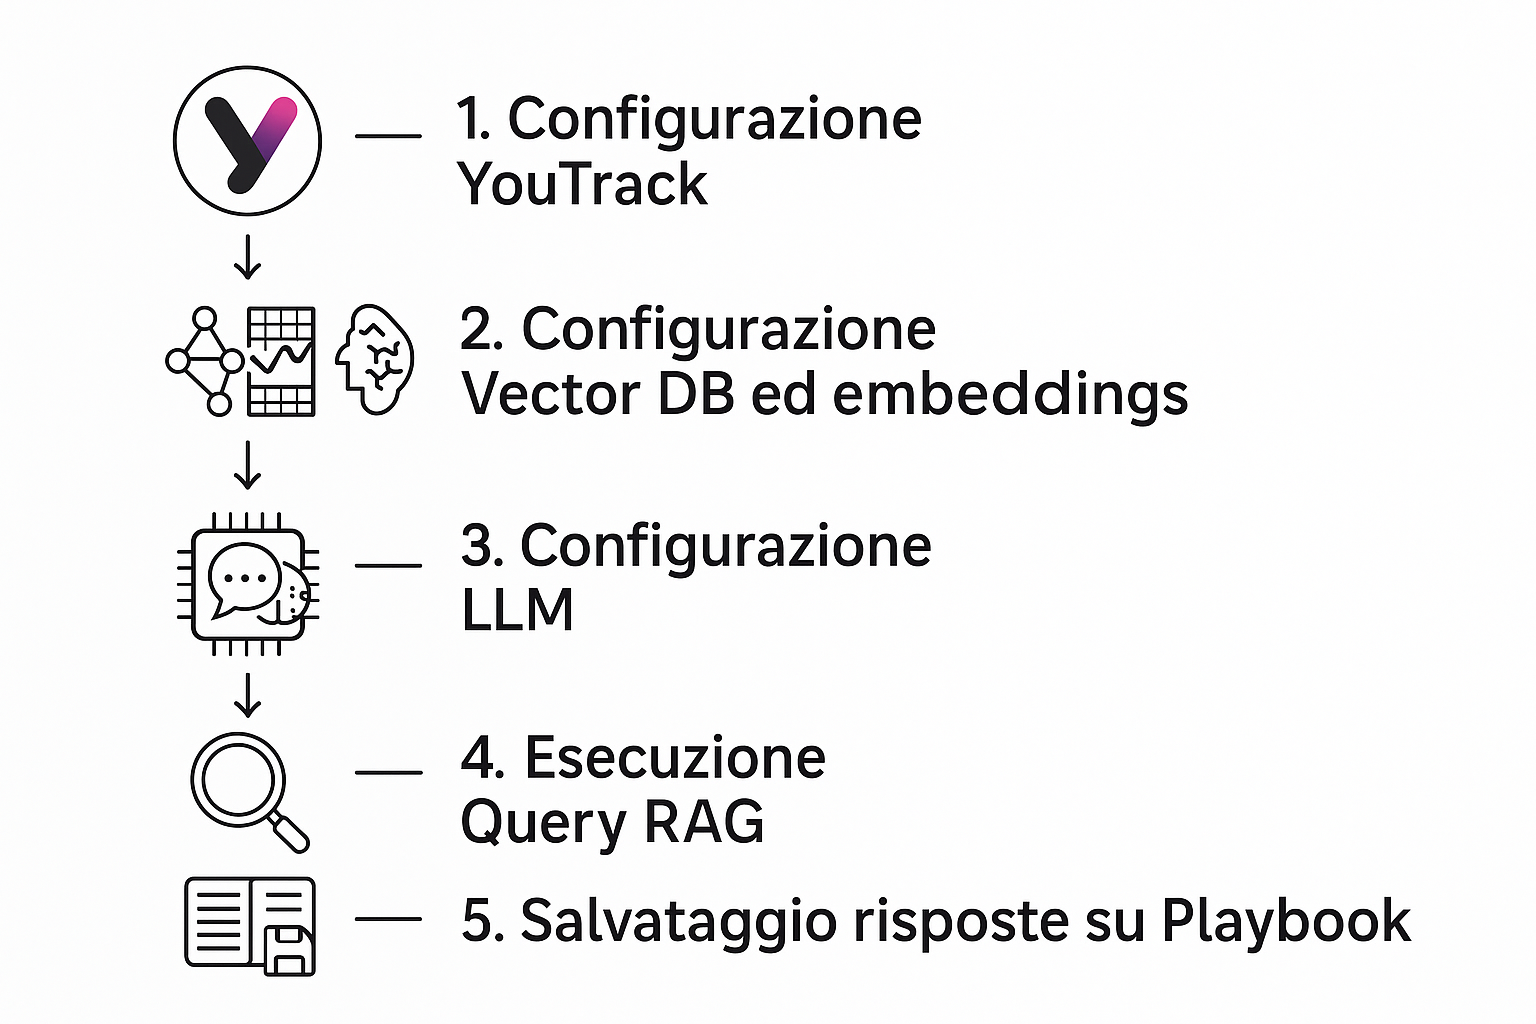 1. Configurazione
YouTrack
2. Configurazione
Vector DB ed embeddings
3. Configurazione
LLM
4. Esecuzione
Query RAG
5. Salvataggio risposte su Playbook